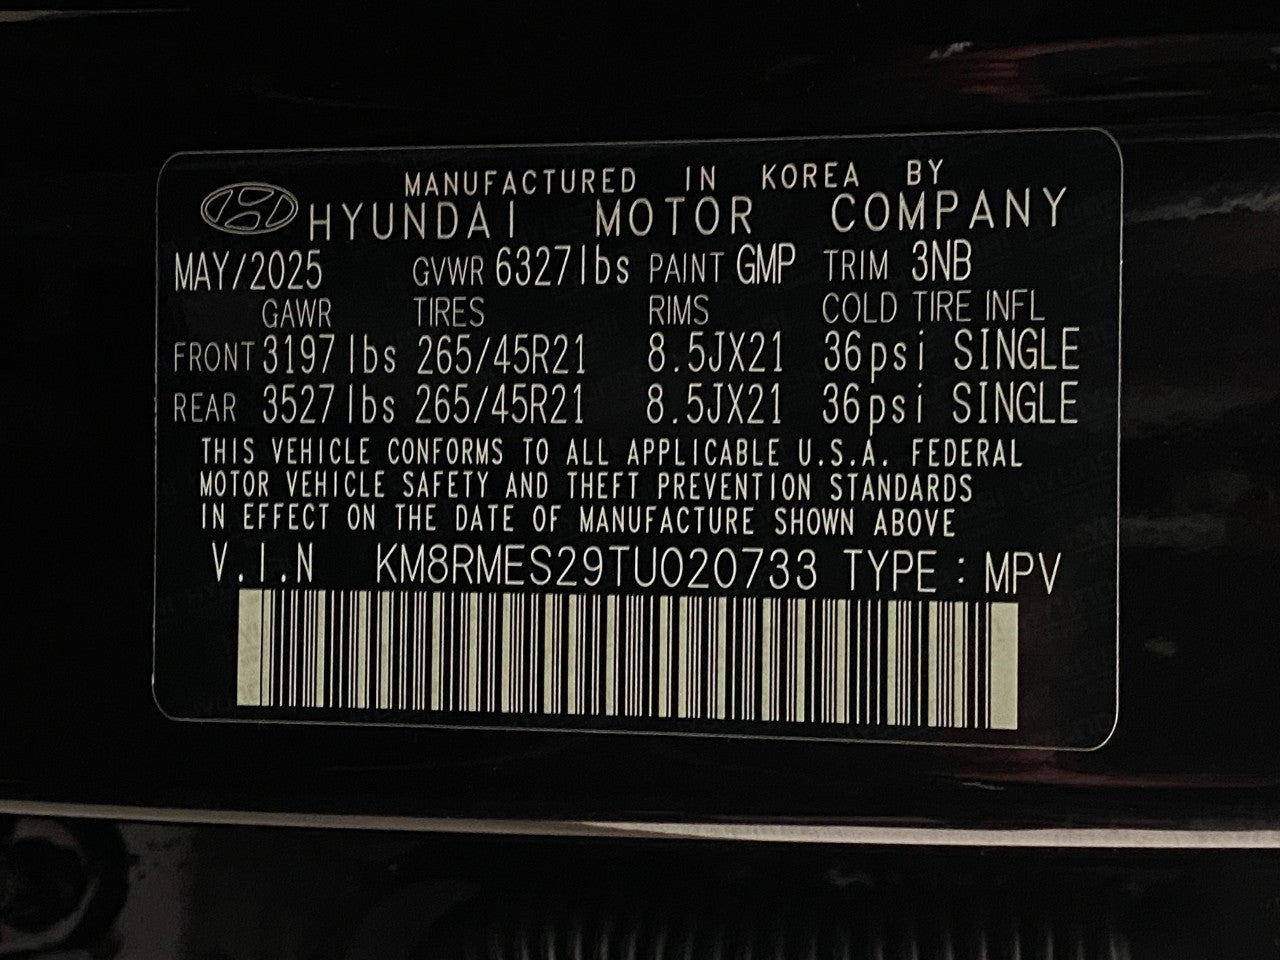 MANUFACTURED IN KOREA BY
HYUNDAI MOTOR COMPANY
MAY/2025 GVWR 6327lbs PAINT GMP TRIM 3NB
GAWR TIRES RIMS COLD TIRE INFL
FRONT 3197lbs 265/45R21 8.5JX21 36psi SINGLE
REAR 3527lbs 265/45R21 8.5JX21 36psi SINGLE
THIS VEHICLE CONFORMS TO ALL APPLICABLE U.S.A. FEDERAL
MOTOR VEHICLE SAFETY AND THEFT PREVENTION STANDARDS
IN EFFECT ON THE DATE OF MANUFACTURE SHOWN ABOVE
V.I.N KM8RMES29TU020733 TYPE : MPV